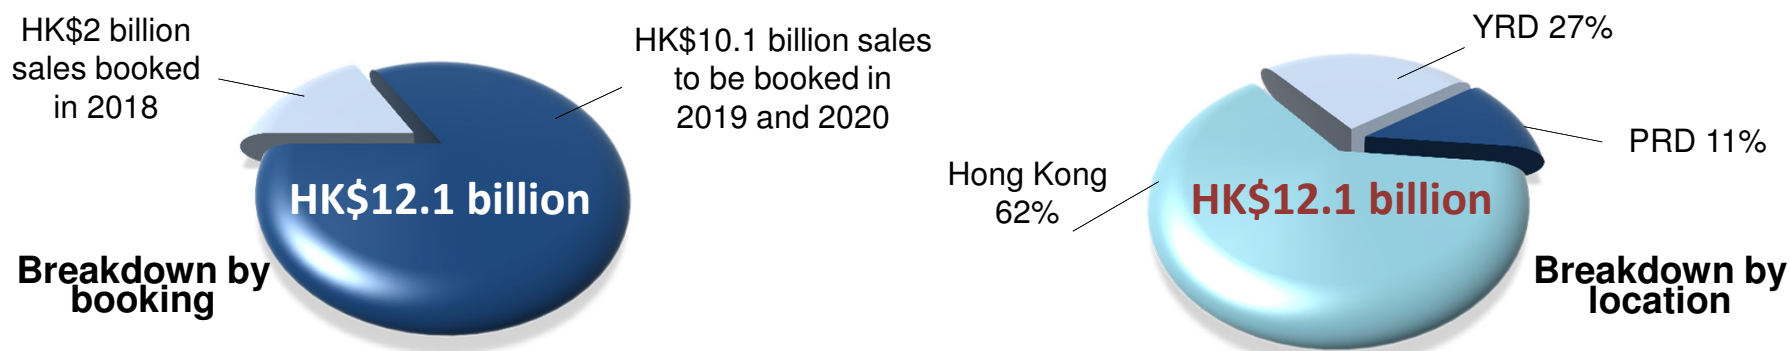 HK$2 billion
sales booked
in 2018
HK$10.1 billion sales
to be booked in
2019 and 2020
HK$12.1 billion
Breakdown by
booking
YRD 27%
PRD 11%
Hong Kong
62%
HK$12.1 billion
Breakdown by
location